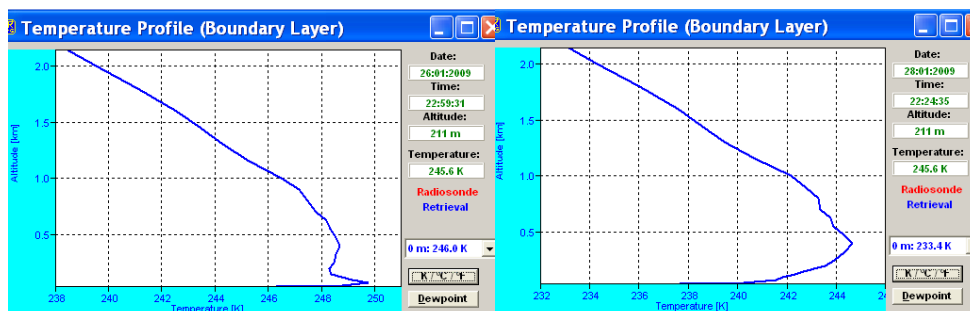 Temperature Profile (Boundary Layer)
Date:
26:01:2009
Time:
22:59:31
Altitude:
211 m
Temperature:
245.6 K
Radiosonde
Retrieval
0 m: 246.0 K
K / °C / °F
Dewpoint
Altitude [km]
2.0
1.5
1.0
0.5
238
240
242
244
246
248
250
Temperature [K]
Temperature Profile (Boundary Layer)
Date:
28:01:2009
Time:
22:24:35
Altitude:
211 m
Temperature:
245.6 K
Radiosonde
Retrieval
0 m: 233.4 K
K / °C / °F
Dewpoint
Altitude [km]
2.0
1.5
1.0
0.5
232
234
236
238
240
242
244
Temperature [K]